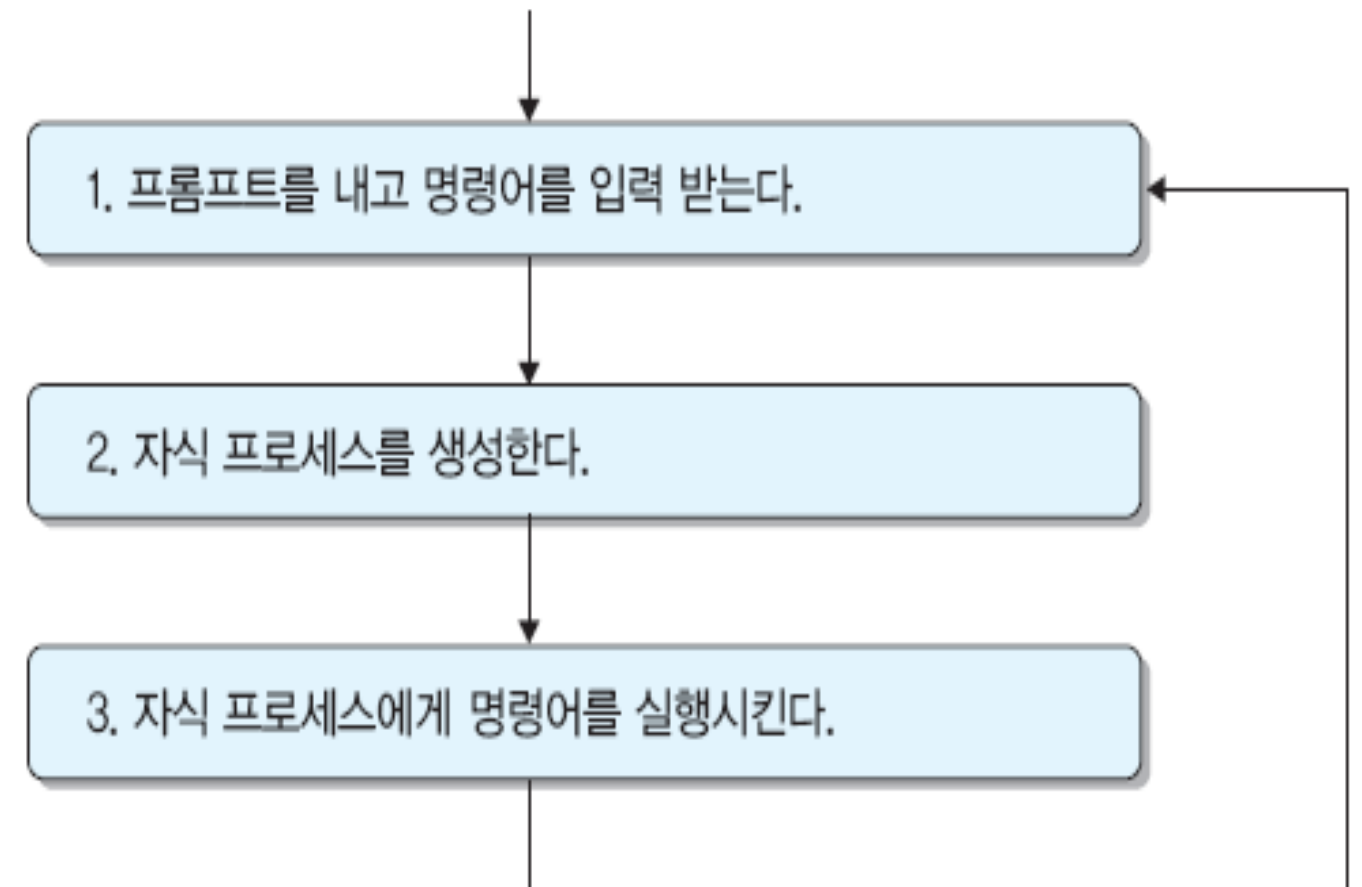 1. 프롬프트를 내고 명령어를 입력 받는다.
2. 자식 프로세스를 생성한다.
3. 자식 프로세스에게 명령어를 실행시킨다.